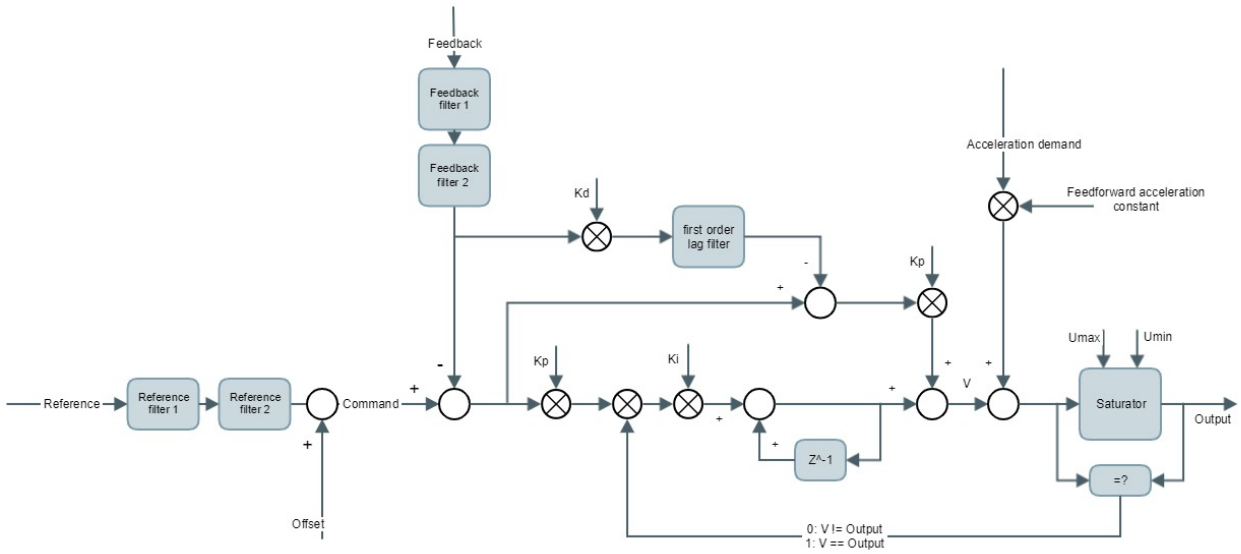 Feedback
Feedback
filter 1
Feedback
filter 2
Acceleration demand
Feedforward acceleration
constant
Kd
first order
lag filter
-
+
Kp
+
+
V
Umax
Umin
Saturator
Output
=?
-
+
Kp
Ki
+
+
+
Z^-1
Reference
Reference
filter 1
Reference
filter 2
Command
+
Offset
0: V != Output
1: V == Output